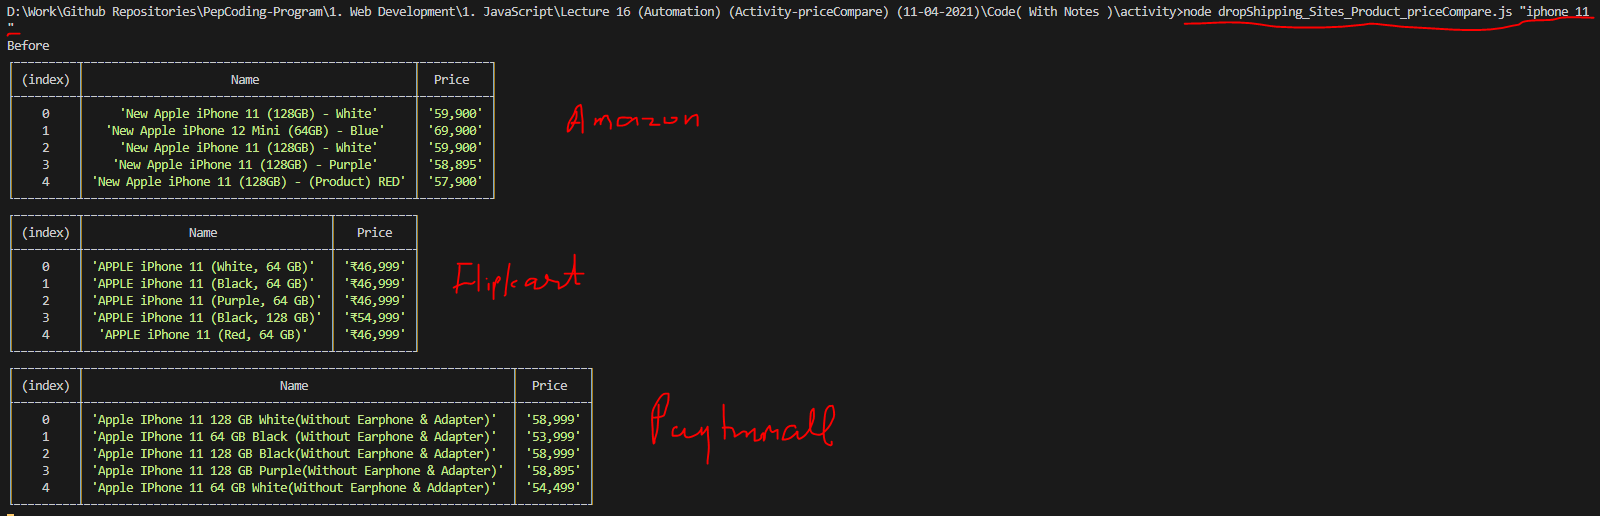 D:\Work\Github Repositories\PepCoding-Program\1. Web Development\1. JavaScript\Lecture 16 (Automation) (Activity-priceCompare) (11-04-2021)\Code( With Notes )\activity>node dropShipping_Sites_Product_priceCompare.js "iphone 11
"
Before
(index) Name Price
0 'New Apple iPhone 11 (128GB) - White' '59,900'
1 'New Apple iPhone 12 Mini (64GB) - Blue' '69,900'
2 'New Apple iPhone 11 (128GB) - White' '59,900'
3 'New Apple iPhone 11 (128GB) - Purple' '58,895'
4 'New Apple iPhone 11 (128GB) - (Product) RED' '57,900'
Amazon
(index) Name Price
0 'APPLE iPhone 11 (White, 64 GB)' '₹46,999'
1 'APPLE iPhone 11 (Black, 64 GB)' '₹46,999'
2 'APPLE iPhone 11 (Purple, 64 GB)' '₹46,999'
3 'APPLE iPhone 11 (Black, 128 GB)' '₹54,999'
4 'APPLE iPhone 11 (Red, 64 GB)' '₹46,999'
Flipkart
(index) Name Price
0 'Apple IPhone 11 128 GB White(Without Earphone & Adapter)' '58,999'
1 'Apple IPhone 11 64 GB Black (Without Earphone & Adapter)' '53,999'
2 'Apple IPhone 11 128 GB Black(Without Earphone & Adapter)' '58,999'
3 'Apple IPhone 11 128 GB Purple(Without Earphone & Adapter)' '58,895'
4 'Apple IPhone 11 64 GB White(Without Earphone & Addapter)' '54,499'
Paytmmall